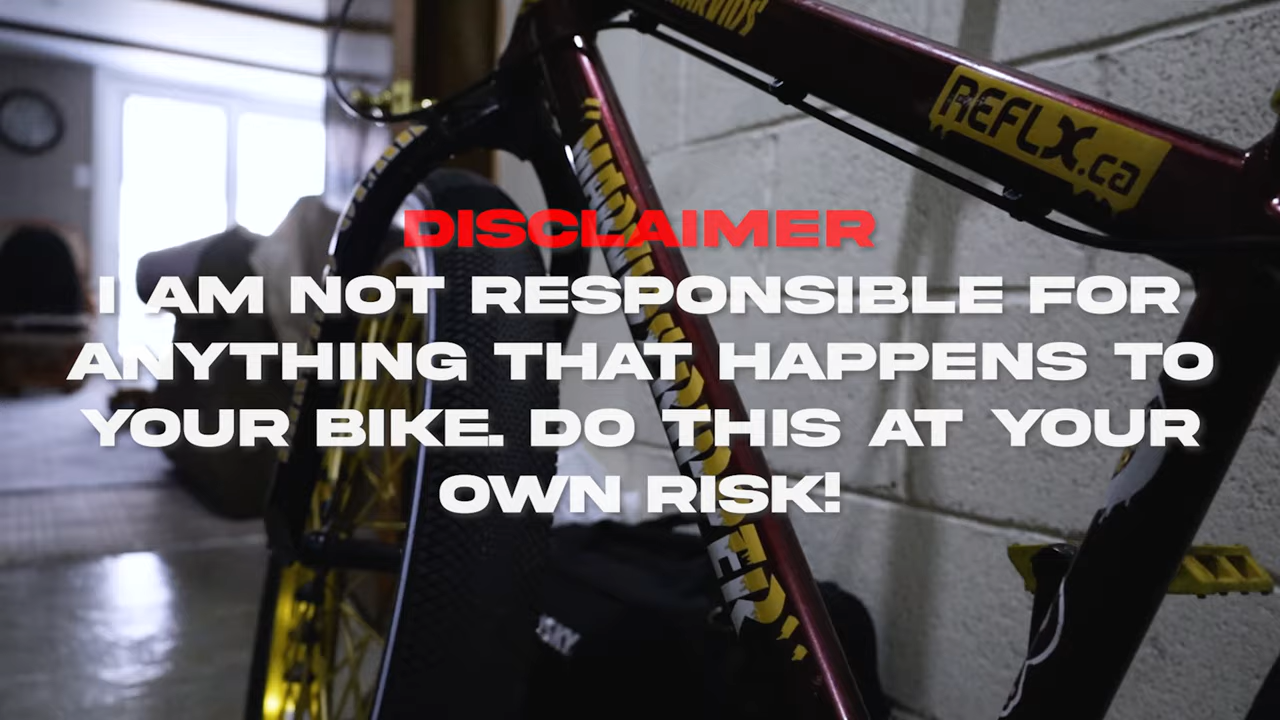 REFLX.ca
DISCLAIMER
I AM NOT RESPONSIBLE FOR
ANYTHING THAT HAPPENS TO
YOUR BIKE. DO THIS AT YOUR
OWN RISK!